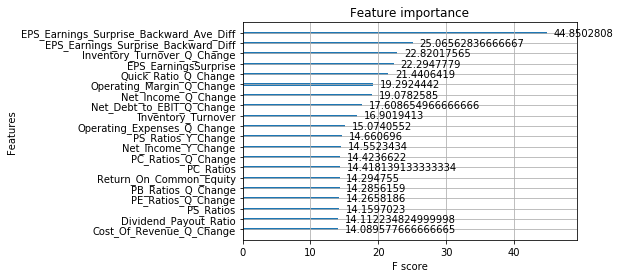 Feature importance
EPS_Earnings_Surprise_Backward_Ave_Diff 44.8502808
EPS_Earnings_Surprise_Backward_Diff 25.06562836666667
Inventory_Turnover_Q_Change 22.82017565
EPS_EarningsSurprise 22.2947779
Quick_Ratio_Q_Change 21.4406419
Operating_Margin_Q_Change 19.2924442
Net_Income_Q_Change 19.0782585
Net_Debt_to_EBIT_Q_Change 17.608654966666666
Inventory_Turnover 16.9019413
Operating_Expenses_Q_Change 15.0740552
PS_Ratios_Y_Change 14.660696
Net_Income_Y_Change 14.5523434
PC_Ratios_Q_Change 14.4236622
PC_Ratios 14.418139133333334
Return_On_Common_Equity 14.294755
PB_Ratios_Q_Change 14.2856159
PE_Ratios_Q_Change 14.2658186
PS_Ratios 14.1597023
Dividend_Payout_Ratio 14.112234824999998
Cost_Of_Revenue_Q_Change 14.089577666666665
Features
0 10 20 30 40
F score